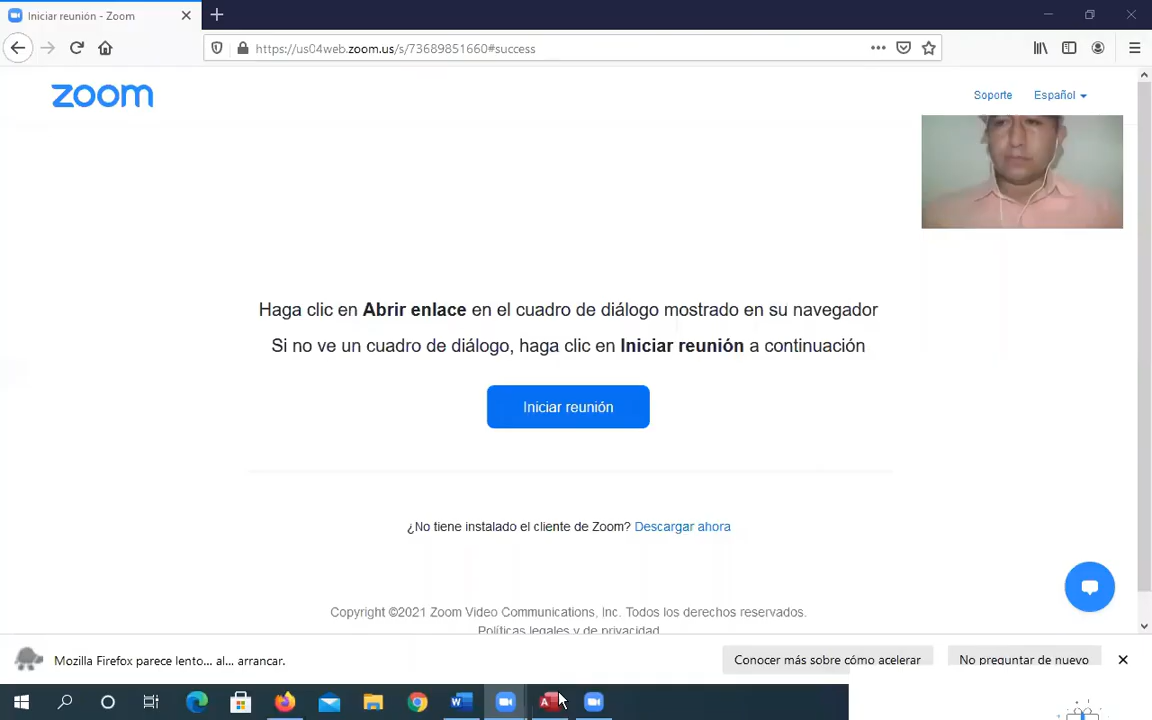 Iniciar reunión - Zoom
https://us04web.zoom.us/s/73689851660#success
zoom
Soporte
Español
Haga clic en Abrir enlace en el cuadro de diálogo mostrado en su navegador
Si no ve un cuadro de diálogo, haga clic en Iniciar reunión a continuación
Iniciar reunión
¿No tiene instalado el cliente de Zoom? Descargar ahora
Copyright ©2021 Zoom Video Communications, Inc. Todos los derechos reservados.
Políticas legales y de privacidad
Mozilla Firefox parece lento... al... arrancar.
Conocer más sobre cómo acelerar
No preguntar de nuevo